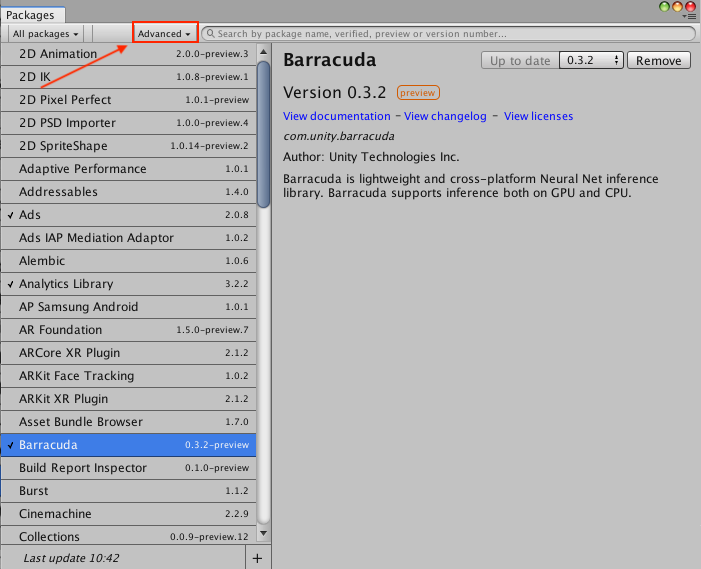 Packages
All packages
Advanced
Search by package name, verified, preview or version number...
2D Animation 2.0.0-preview.3
2D IK 1.0.8-preview.1
2D Pixel Perfect 1.0.1-preview
2D PSD Importer 1.0.0-preview.4
2D SpriteShape 1.0.14-preview.2
Adaptive Performance 1.0.1
Addressables 1.4.0
Ads 2.0.8
Ads IAP Mediation Adaptor 1.0.2
Alembic 1.0.6
Analytics Library 3.2.2
AP Samsung Android 1.0.1
AR Foundation 1.5.0-preview.7
ARCore XR Plugin 2.1.2
ARKit Face Tracking 1.0.2
ARKit XR Plugin 2.1.2
Asset Bundle Browser 1.7.0
Barracuda 0.3.2-preview
Build Report Inspector 0.1.0-preview
Burst 1.1.2
Cinemachine 2.2.9
Collections 0.0.9-preview.12
Last update 10:42 +
Barracuda Up to date 0.3.2 Remove
Version 0.3.2 preview
View documentation - View changelog - View licenses
com.unity.barracuda
Author: Unity Technologies Inc.
Barracuda is lightweight and cross-platform Neural Net inference
library. Barracuda supports inference both on GPU and CPU.